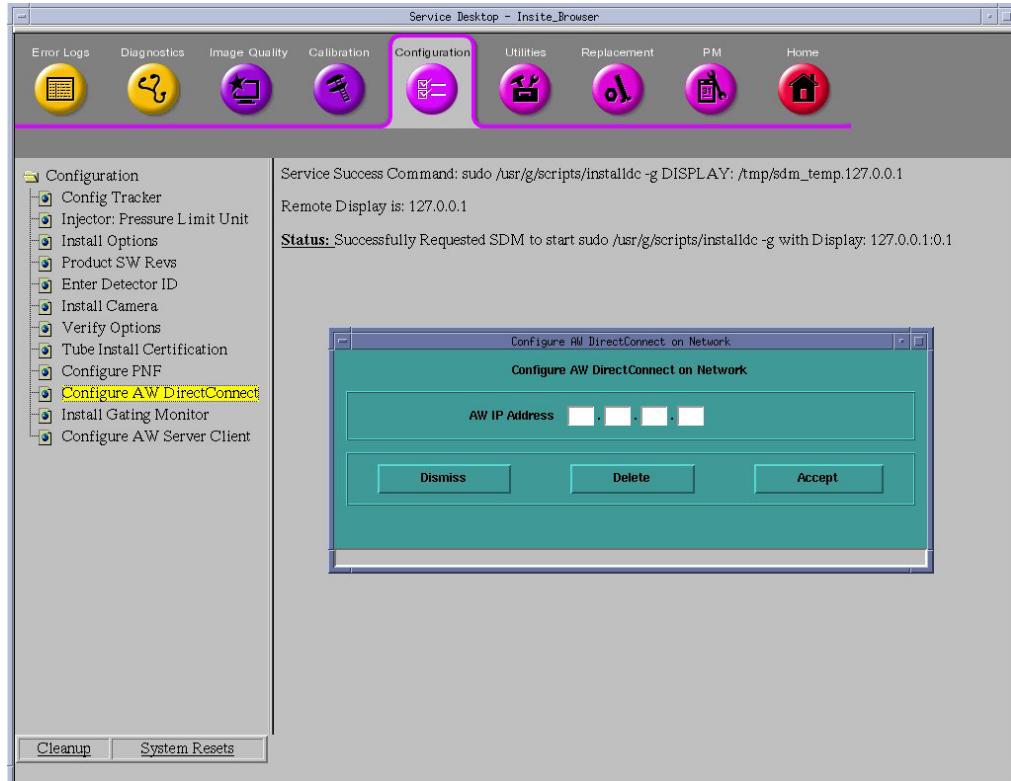 Service Desktop - Insite_Browser
Error Logs
Diagnostics
Image Quality
Calibration
Configuration
Utilities
Replacement
PM
Home
Configuration
Config Tracker
Injector: Pressure Limit Unit
Install Options
Product SW Revs
Enter Detector ID
Install Camera
Verify Options
Tube Install Certification
Configure PNF
Configure AW DirectConnect
Install Gating Monitor
Configure AW Server Client
Cleanup
System Resets
Service Success Command: sudo /usr/g/scripts/installdc -g DISPLAY: /tmp/sdm_temp.127.0.0.1
Remote Display is: 127.0.0.1
Status: Successfully Requested SDM to start sudo /usr/g/scripts/installdc -g with Display: 127.0.0.1:0.1
Configure AW DirectConnect on Network
Configure AW DirectConnect on Network
AW IP Address . . .
Dismiss
Delete
Accept